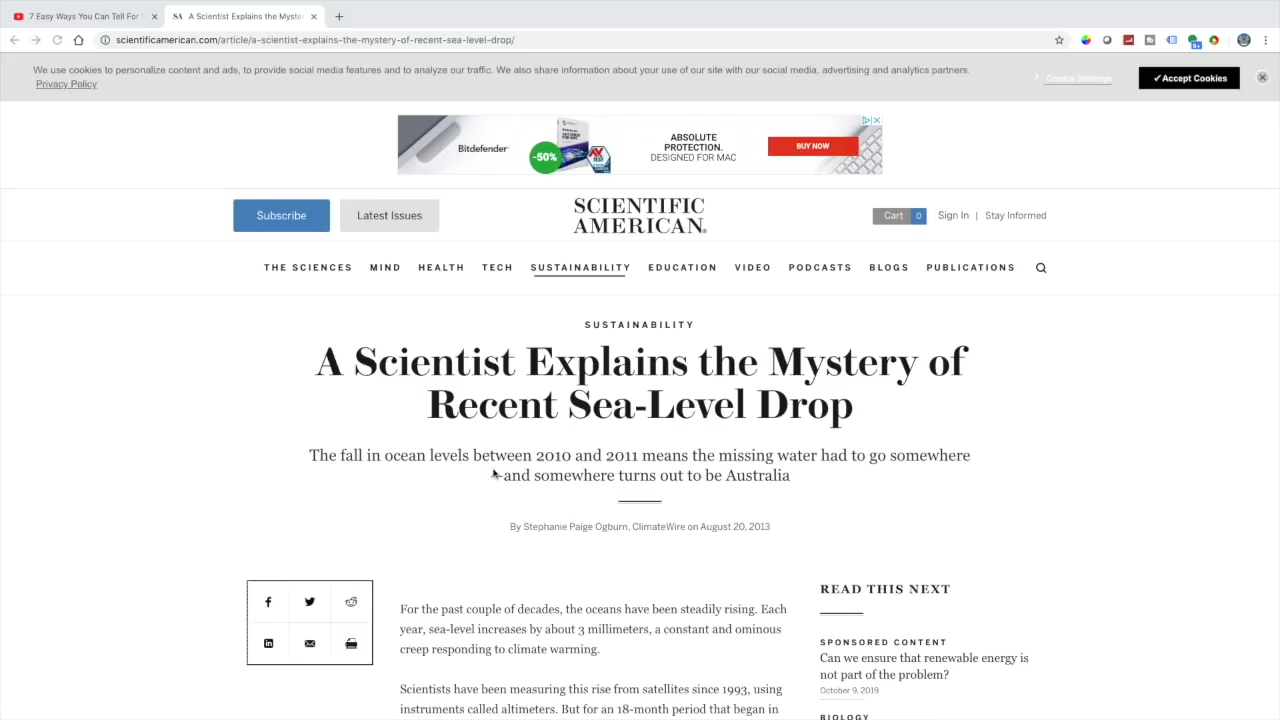 7 Easy Ways You Can Tell For
SA A Scientist Explains the Myste
scientificamerican.com/article/a-scientist-explains-the-mystery-of-recent-sea-level-drop/
We use cookies to personalize content and ads, to provide social media features and to analyze our traffic. We also share information about your use of our site with our social media, advertising and analytics partners.
Privacy Policy
Cookie Settings
✓Accept Cookies
Bitdefender
-50%
ABSOLUTE
PROTECTION.
DESIGNED FOR MAC
BUY NOW
Subscribe
Latest Issues
SCIENTIFIC
AMERICAN®
Cart 0
Sign In | Stay Informed
THE SCIENCES MIND HEALTH TECH SUSTAINABILITY EDUCATION VIDEO PODCASTS BLOGS PUBLICATIONS
SUSTAINABILITY
A Scientist Explains the Mystery of
Recent Sea-Level Drop
The fall in ocean levels between 2010 and 2011 means the missing water had to go somewhere
—and somewhere turns out to be Australia
By Stephanie Paige Ogburn, ClimateWire on August 20, 2013
For the past couple of decades, the oceans have been steadily rising. Each
year, sea-level increases by about 3 millimeters, a constant and ominous
creep responding to climate warming.
Scientists have been measuring this rise from satellites since 1993, using
instruments called altimeters. But for an 18-month period that began in
READ THIS NEXT
SPONSORED CONTENT
Can we ensure that renewable energy is
not part of the problem?
October 9, 2019
BIOLOGY